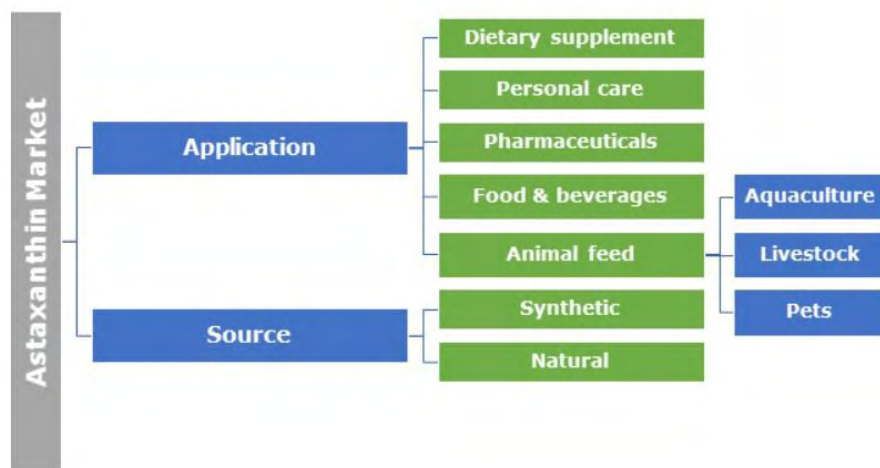 Astaxanthin Market
Application
Dietary supplement
Personal care
Pharmaceuticals
Food & beverages
Animal feed
Aquaculture
Livestock
Pets
Source
Synthetic
Natural